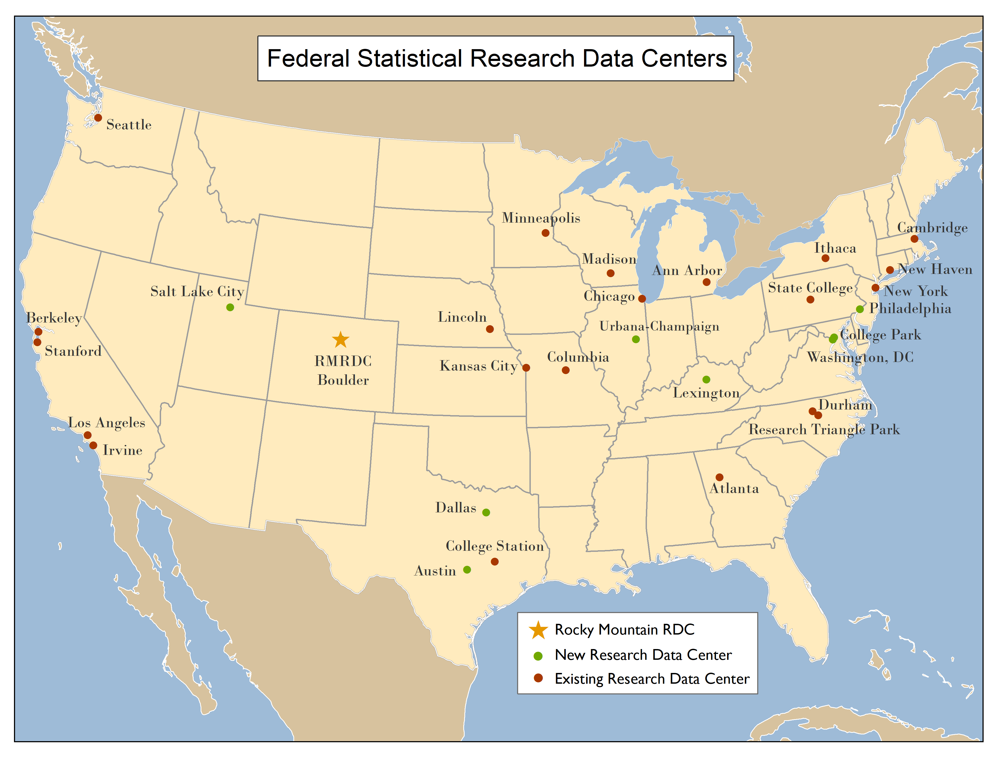 Federal Statistical Research Data Centers
Seattle
Minneapolis
Cambridge
Ithaca
Madison
Ann Arbor
New Haven
State College
New York
Salt Lake City
Chicago
Philadelphia
Berkeley
Lincoln
Urbana-Champaign
College Park
Stanford
Washington, DC
RMRDC
Boulder
Kansas City
Columbia
Lexington
Durham
Los Angeles
Research Triangle Park
Irvine
Atlanta
Dallas
College Station
Austin
Rocky Mountain RDC
New Research Data Center
Existing Research Data Center